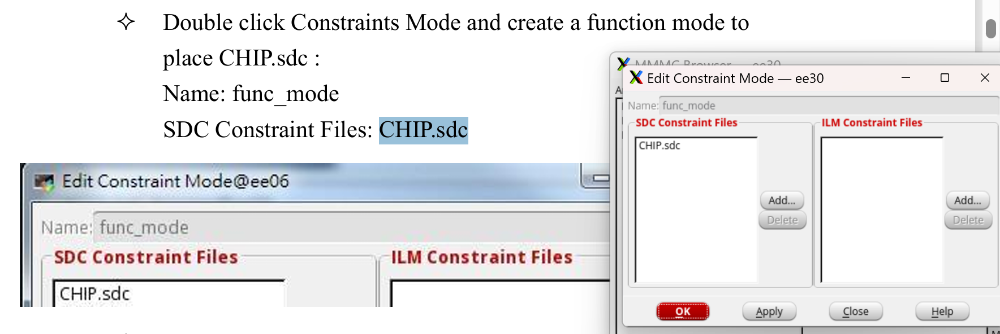 ✧ Double click Constraints Mode and create a function mode to
place CHIP.sdc :
Name: func_mode
SDC Constraint Files: CHIP.sdc
Edit Constraint Mode@ee06
Name: func_mode
SDC Constraint Files
ILM Constraint Files
CHIP.sdc
MMMC Browser — ee30
Edit Constraint Mode — ee30
Name: func_mode
SDC Constraint Files
ILM Constraint Files
CHIP.sdc
Add... Add...
Delete Delete
OK Apply Close Help